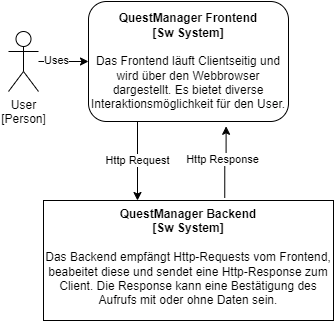 QuestManager Frontend
[Sw System]
Das Frontend läuft Clientseitig und
wird über den Webbrowser
dargestellt. Es bietet diverse
Interaktionsmöglichkeit für den User.
–Uses
User
[Person]
Http Request
Http Response
QuestManager Backend
[Sw System]
Das Backend empfängt Http-Requests vom Frontend,
beabeitet diese und sendet eine Http-Response zum
Client. Die Response kann eine Bestätigung des
Aufrufs mit oder ohne Daten sein.